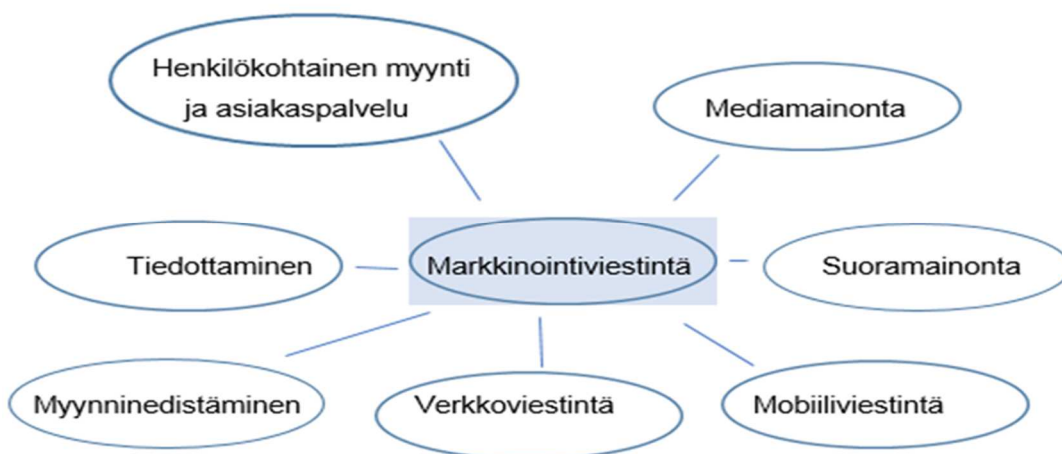 Henkilökohtainen myynti
ja asiakaspalvelu
Mediamainonta
Tiedottaminen
Markkinointiviestintä
Suoramainonta
Myynninedistäminen
Verkkoviestintä
Mobiiliviestintä